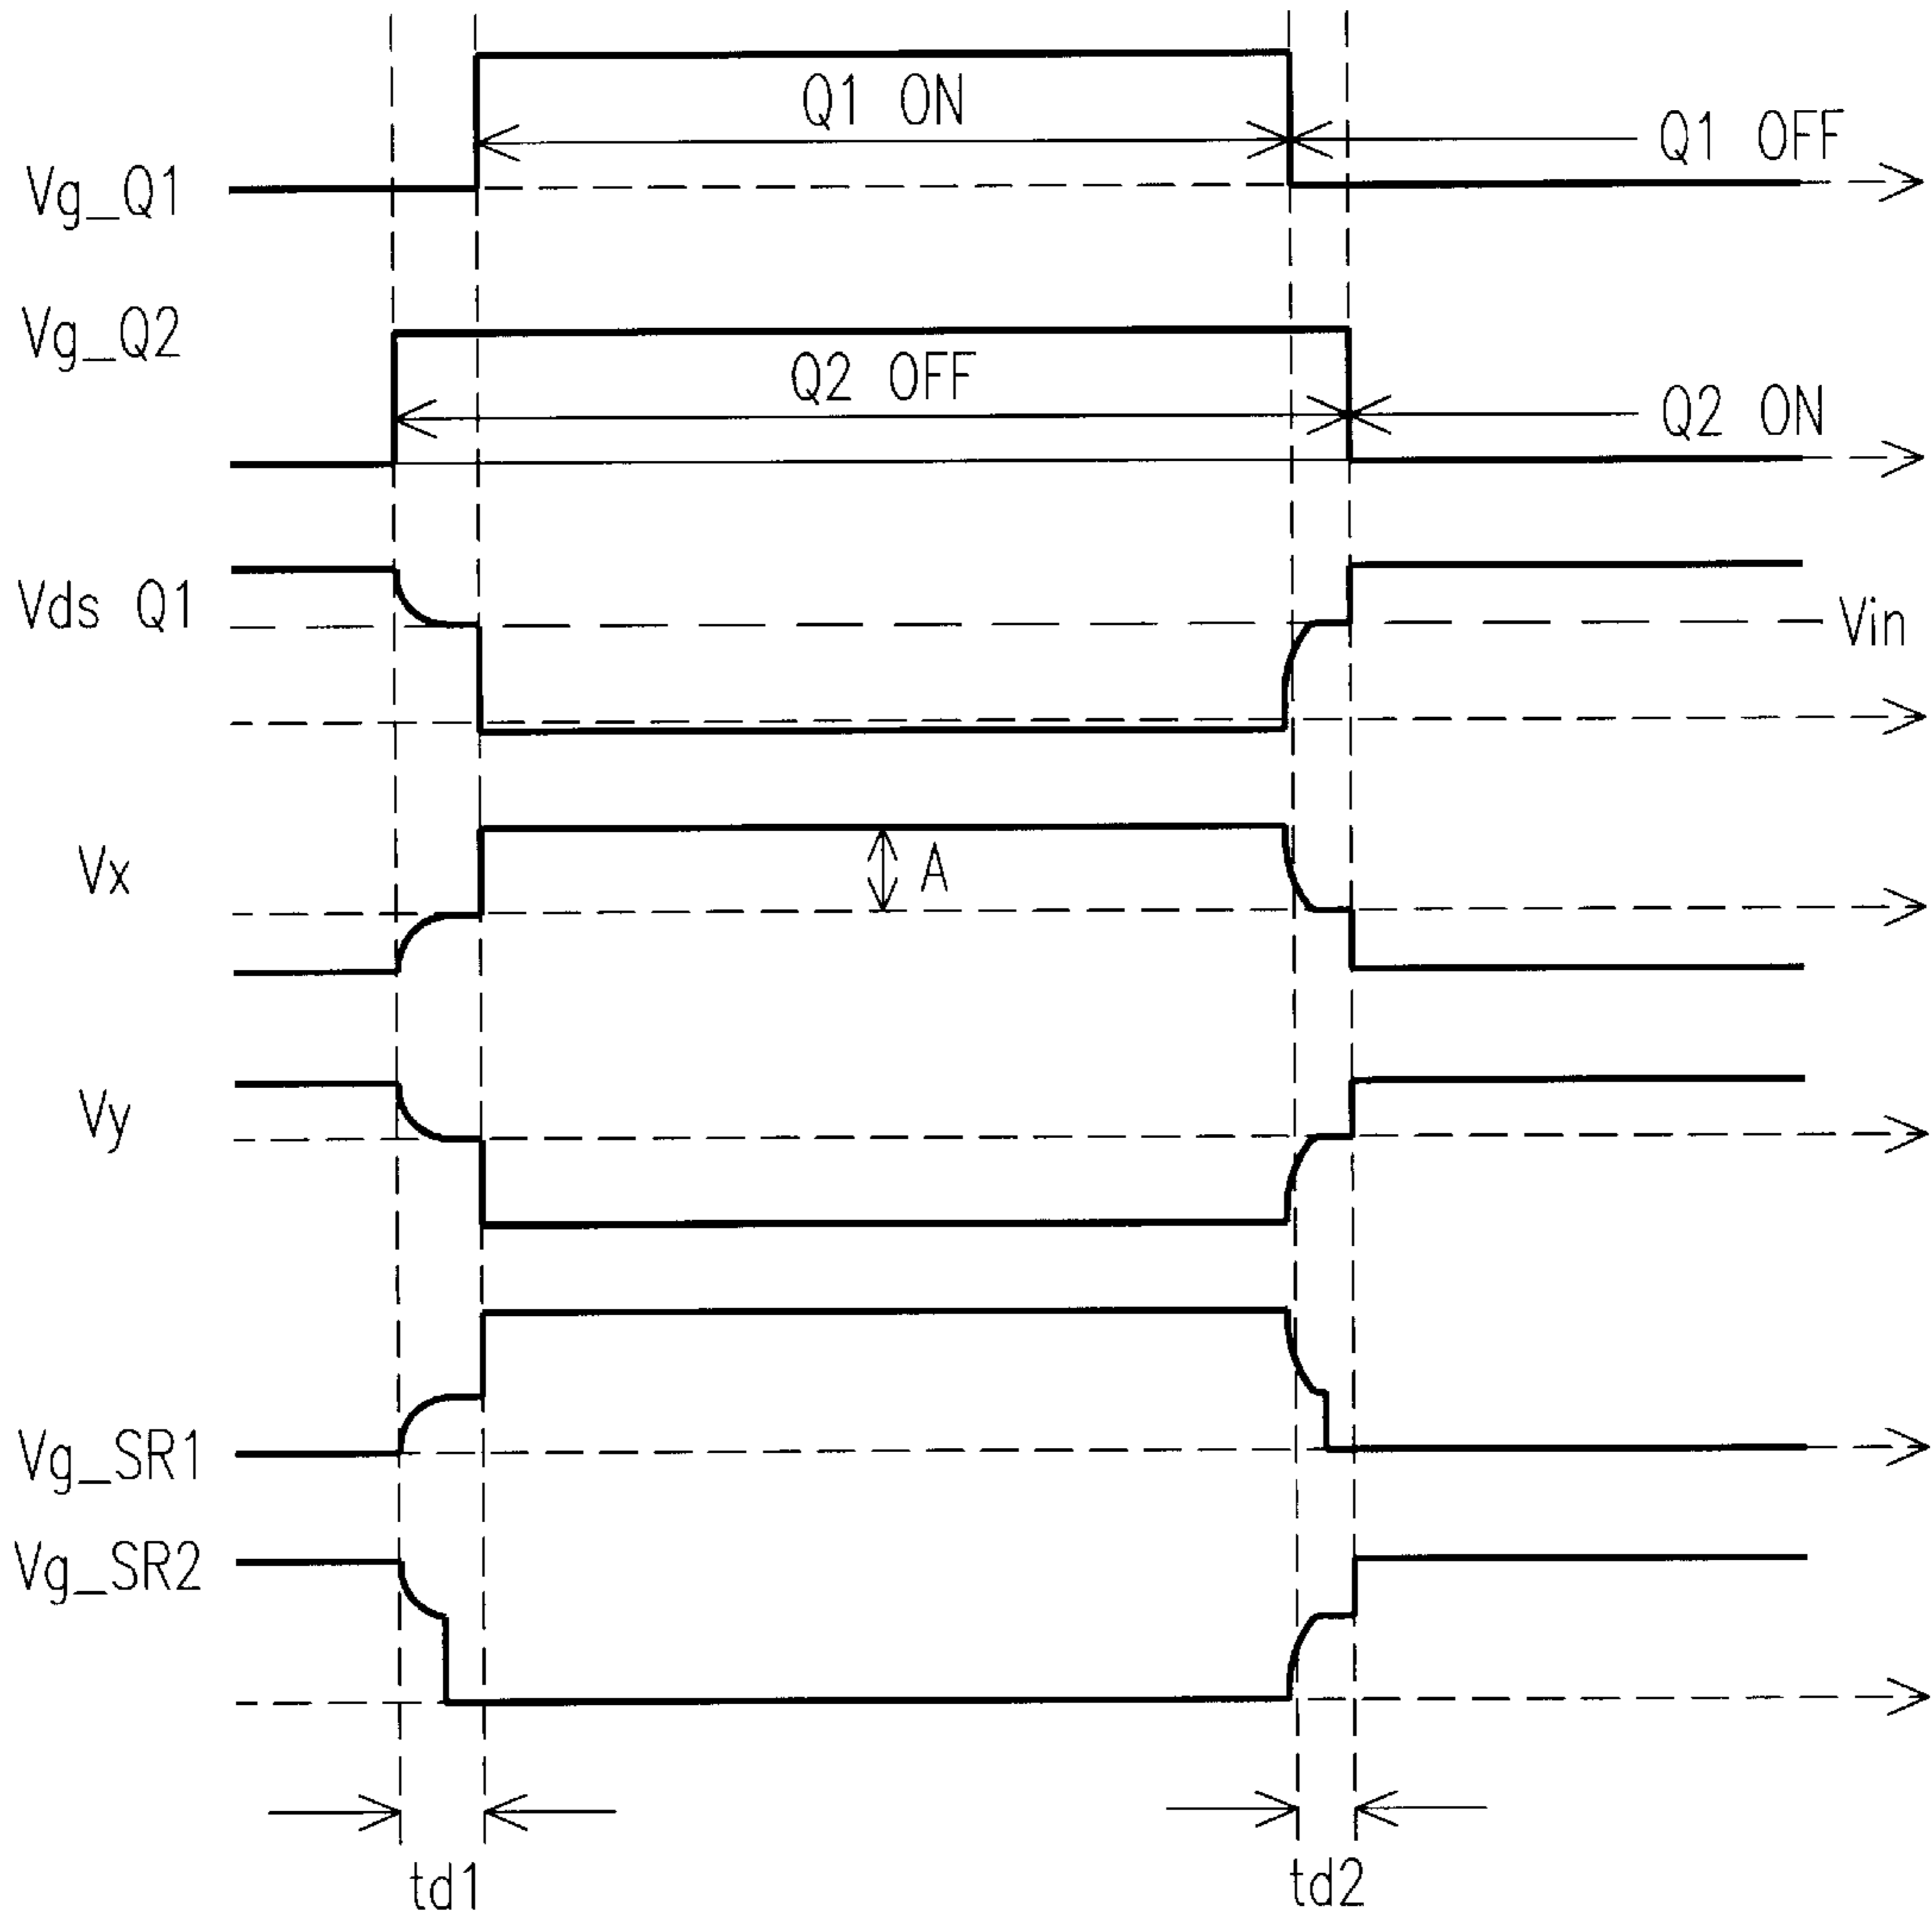 Q1 ON
Q1 OFF
Vg_Q1
Vg_Q2
Q2 OFF
Q2 ON
Vds Q1
Vin
Vx
A
Vy
Vg_SR1
Vg_SR2
td1
td2